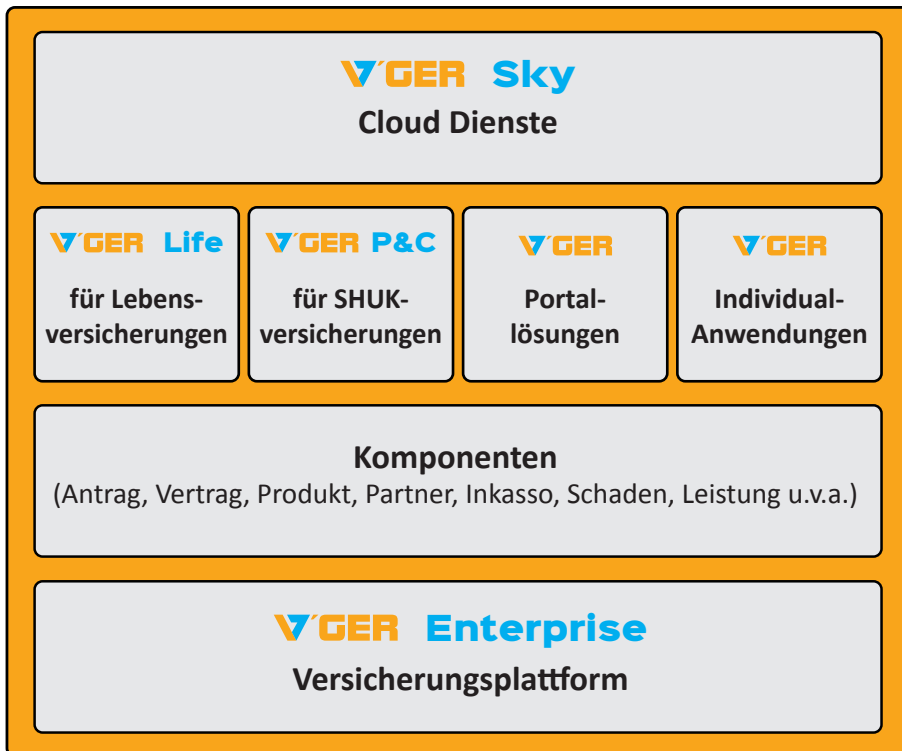 V'GER Sky
Cloud Dienste
V'GER Life
für Lebens-
versicherungen
V'GER P&C
für SHUK-
versicherungen
V'GER
Portal-
lösungen
V'GER
Individual-
Anwendungen
Komponenten
(Antrag, Vertrag, Produkt, Partner, Inkasso, Schaden, Leistung u.v.a.)
V'GER Enterprise
Versicherungsplattform